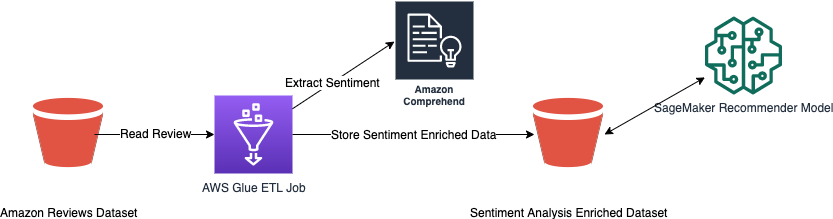 Extract Sentiment
Amazon
Comprehend
SageMaker Recommender Model
Read Review
Store Sentiment Enriched Data
AWS Glue ETL Job
Amazon Reviews Dataset
Sentiment Analysis Enriched Dataset